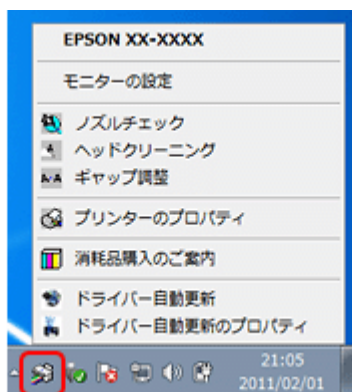 EPSON XX-XXXX
モニターの設定
ノズルチェック
ヘッドクリーニング
ギャップ調整
プリンターのプロパティ
消耗品購入のご案内
ドライバー自動更新
ドライバー自動更新のプロパティ
21:05
2011/02/01